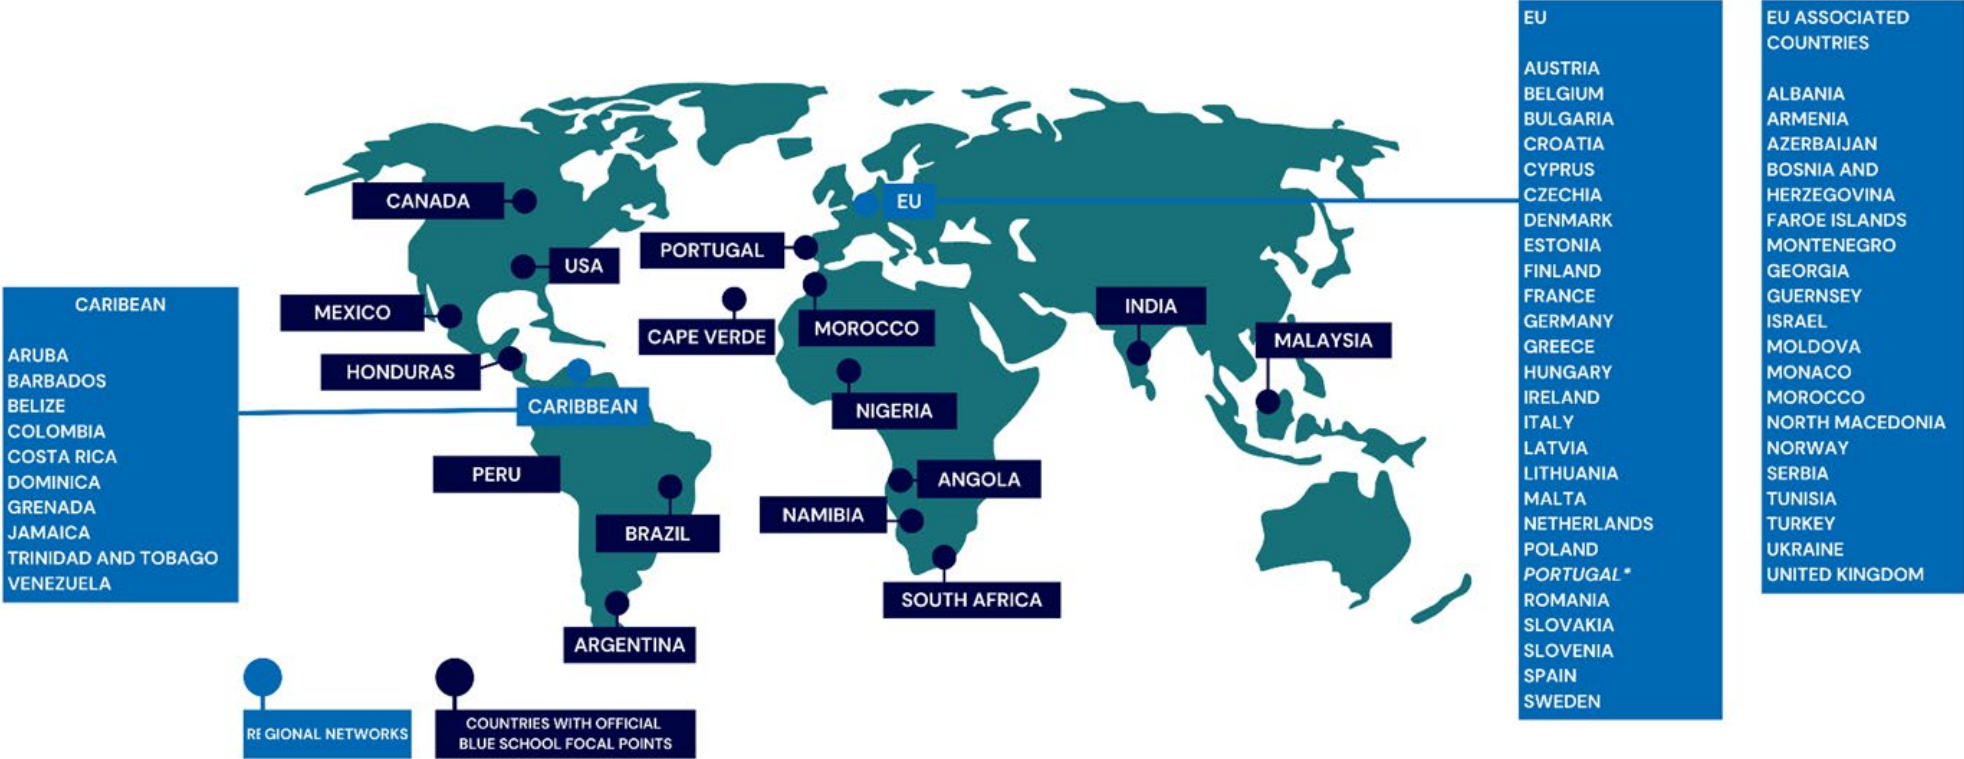 CANADA
USA
MEXICO
HONDURAS
CARIBEAN
ARUBA
BARBADOS
BELIZE
COLOMBIA
COSTA RICA
DOMINICA
GRENADA
JAMAICA
TRINIDAD AND TOBAGO
VENEZUELA
CARIBBEAN
PERU
BRAZIL
ARGENTINA
PORTUGAL
CAPE VERDE
MOROCCO
NIGERIA
ANGOLA
NAMIBIA
SOUTH AFRICA
EU
INDIA
MALAYSIA
EU
AUSTRIA
BELGIUM
BULGARIA
CROATIA
CYPRUS
CZECHIA
DENMARK
ESTONIA
FINLAND
FRANCE
GERMANY
GREECE
HUNGARY
IRELAND
ITALY
LATVIA
LITHUANIA
MALTA
NETHERLANDS
POLAND
PORTUGAL*
ROMANIA
SLOVAKIA
SLOVENIA
SPAIN
SWEDEN
EU ASSOCIATED
COUNTRIES
ALBANIA
ARMENIA
AZERBAIJAN
BOSNIA AND
HERZEGOVINA
FAROE ISLANDS
MONTENEGRO
GEORGIA
GUERNSEY
ISRAEL
MOLDOVA
MONACO
MOROCCO
NORTH MACEDONIA
NORWAY
SERBIA
TUNISIA
TURKEY
UKRAINE
UNITED KINGDOM
REGIONAL NETWORKS
COUNTRIES WITH OFFICIAL
BLUE SCHOOL FOCAL POINTS